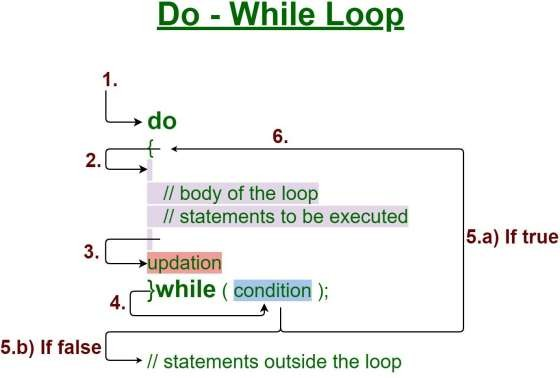 Do - While Loop
1.
do
6.
{
2.
// body of the loop
// statements to be executed
5.a) If true
3.
updation
}while ( condition );
4.
5.b) If false
// statements outside the loop